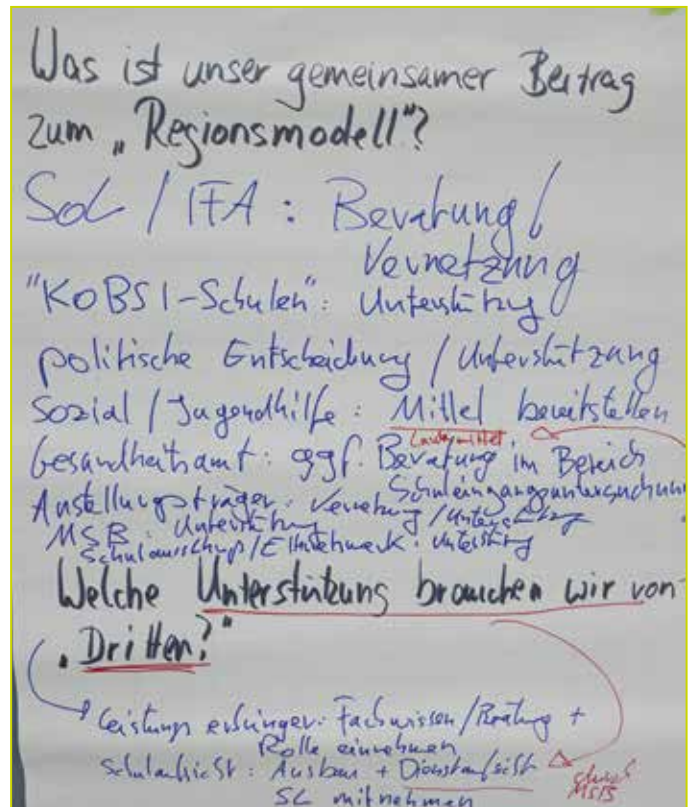 Was ist unser gemeinsamer Beitrag
zum „Regionsmodell"?
SoL / IFA : Beratung /
Vernetzung
"KOBSI-Schulen": Unterstützung
politische Entscheidung / Unterstützung
Sozial / Jugendhilfe : Mittel bereitstellen
Landesmittel
Gesundheitsamt: ggf. Beratung im Bereich
Schuleingangsuntersuchung
Anstellungsträger: Vernetzung / Unterstützung
MSB : Unterstützung
Schulausschuss / : Unterstützung
Welche Unterstützung brauchen wir von
„Dritten?"
Leistungserbringer: Fachwissen / Beratung +
Rolle einnehmen
Schulaufsicht : Ausbau + Dienstaufsicht
durch
MSB
SL mitnehmen